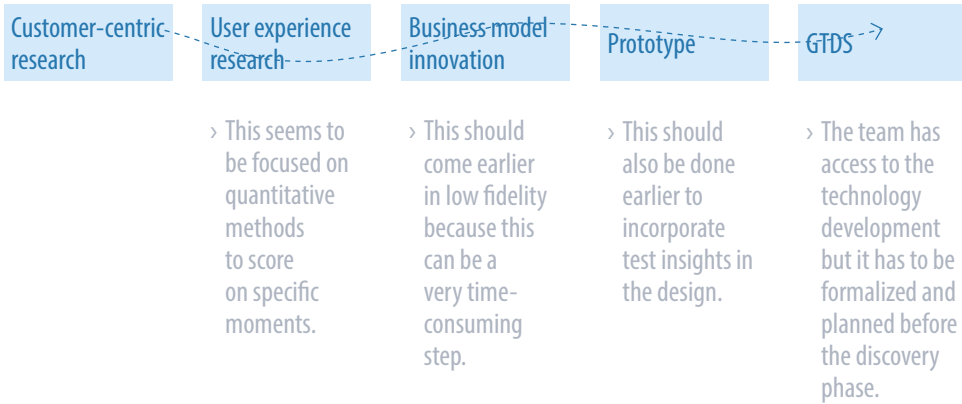 Customer-centric
research
User experience
research
Business-model
innovation
Prototype
GTDS
› This seems to
be focused on
quantitative
methods
to score
on specific
moments.
› This should
come earlier
in low fidelity
because this
can be a
very time-
consuming
step.
› This should
also be done
earlier to
incorporate
test insights in
the design.
› The team has
access to the
technology
development
but it has to be
formalized and
planned before
the discovery
phase.